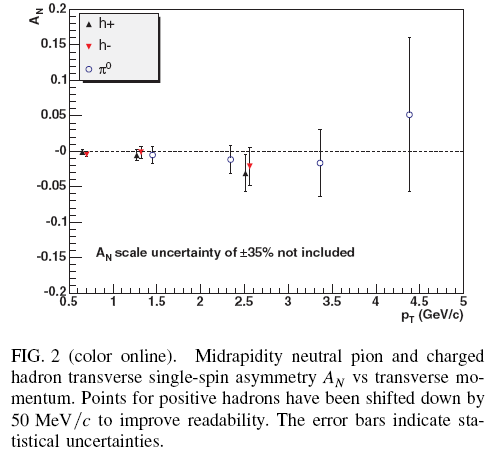 A_N
0.2
h+
h-
π⁰
0.15
0.1
0.05
-0
-0.05
-0.1
-0.15
A_N scale uncertainty of ±35% not included
-0.2
0.5 1 1.5 2 2.5 3 3.5 4 4.5 5
p_T (GeV/c)
FIG. 2 (color online). Midrapidity neutral pion and charged
hadron transverse single-spin asymmetry A_N vs transverse mo-
mentum. Points for positive hadrons have been shifted down by
50 MeV/c to improve readability. The error bars indicate sta-
tistical uncertainties.